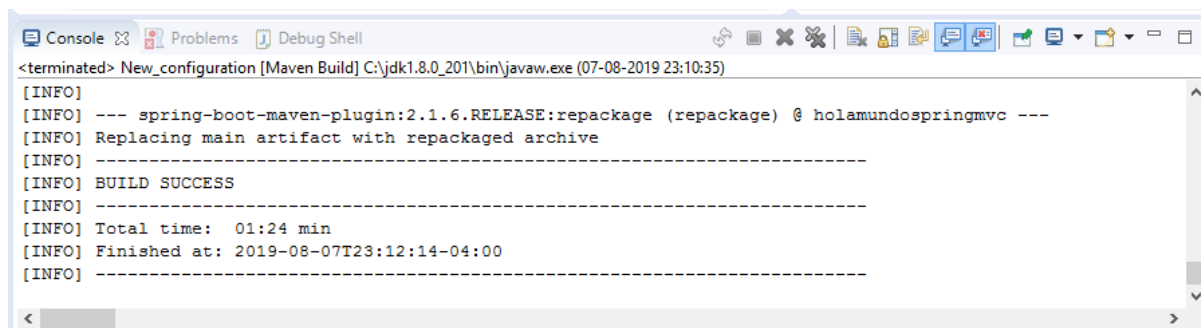 Console Problems Debug Shell
<terminated> New_configuration [Maven Build] C:\jdk1.8.0_201\bin\javaw.exe (07-08-2019 23:10:35)
[INFO]
[INFO] --- spring-boot-maven-plugin:2.1.6.RELEASE:repackage (repackage) @ holamundospringmvc ---
[INFO] Replacing main artifact with repackaged archive
[INFO] ------------------------------------------------------------------------
[INFO] BUILD SUCCESS
[INFO] ------------------------------------------------------------------------
[INFO] Total time:  01:24 min
[INFO] Finished at: 2019-08-07T23:12:14-04:00
[INFO] ------------------------------------------------------------------------